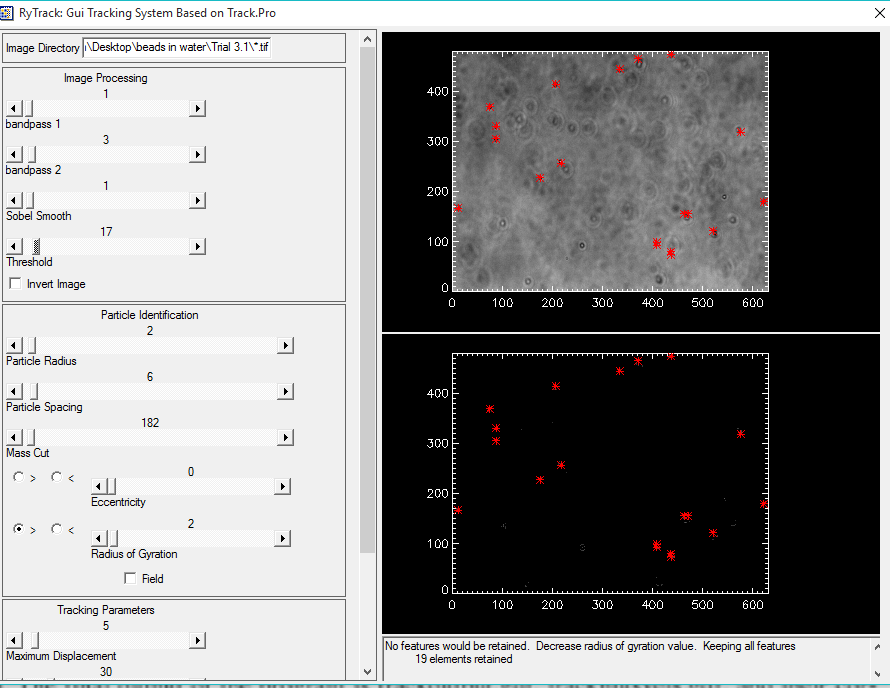 RyTrack: Gui Tracking System Based on Track.Pro
Image Directory ı\Desktop\beads in water\Trial 3.1\*.tif
Image Processing
1
bandpass 1
3
bandpass 2
1
Sobel Smooth
17
Threshold
Invert Image
Particle Identification
2
Particle Radius
6
Particle Spacing
182
Mass Cut
> <
0
Eccentricity
> <
2
Radius of Gyration
Field
Tracking Parameters
5
Maximum Displacement
30
400
300
200
100
0
0 100 200 300 400 500 600
400
300
200
100
0
0 100 200 300 400 500 600
No features would be retained. Decrease radius of gyration value. Keeping all features
19 elements retained